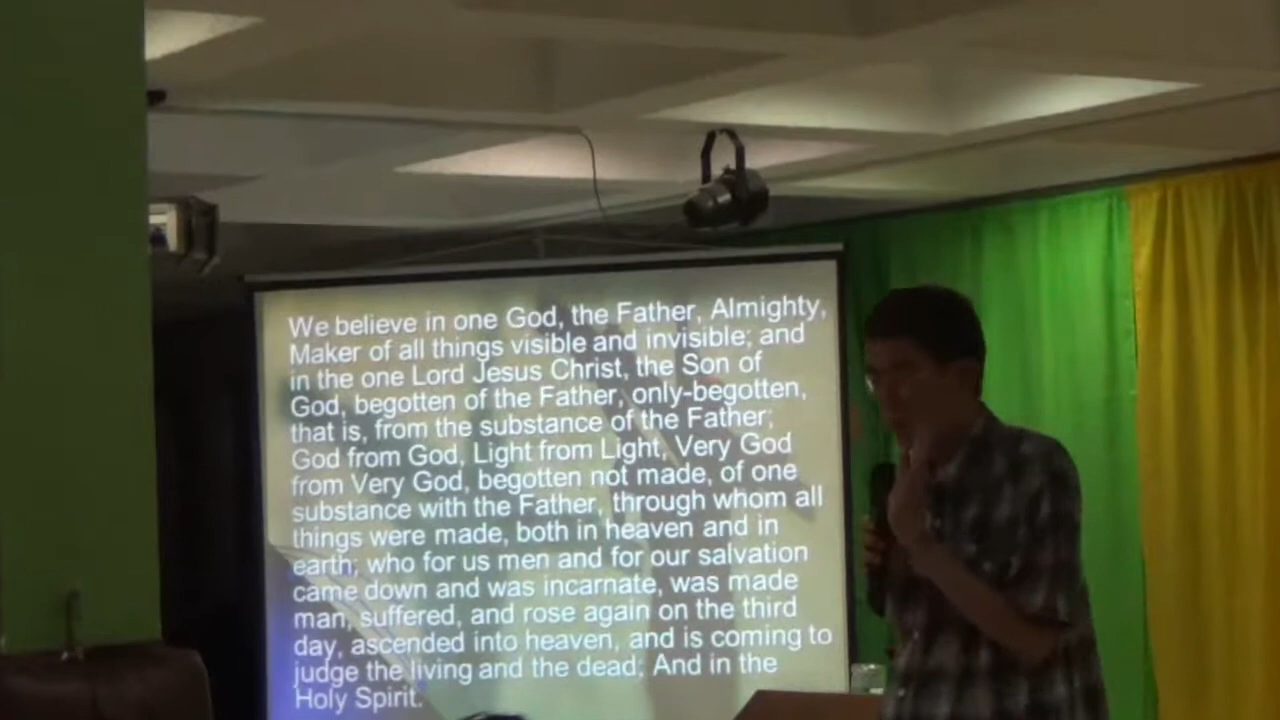 We believe in one God, the Father, Almighty,
Maker of all things visible and invisible; and
in the one Lord Jesus Christ, the Son of
God, begotten of the Father, only-begotten,
that is, from the substance of the Father;
God from God, Light from Light, Very God
from Very God, begotten not made, of one
substance with the Father, through whom all
things were made, both in heaven and in
earth; who for us men and for our salvation
came down and was incarnate, was made
man, suffered, and rose again on the third
day, ascended into heaven, and is coming to
judge the living and the dead; And in the
Holy Spirit.